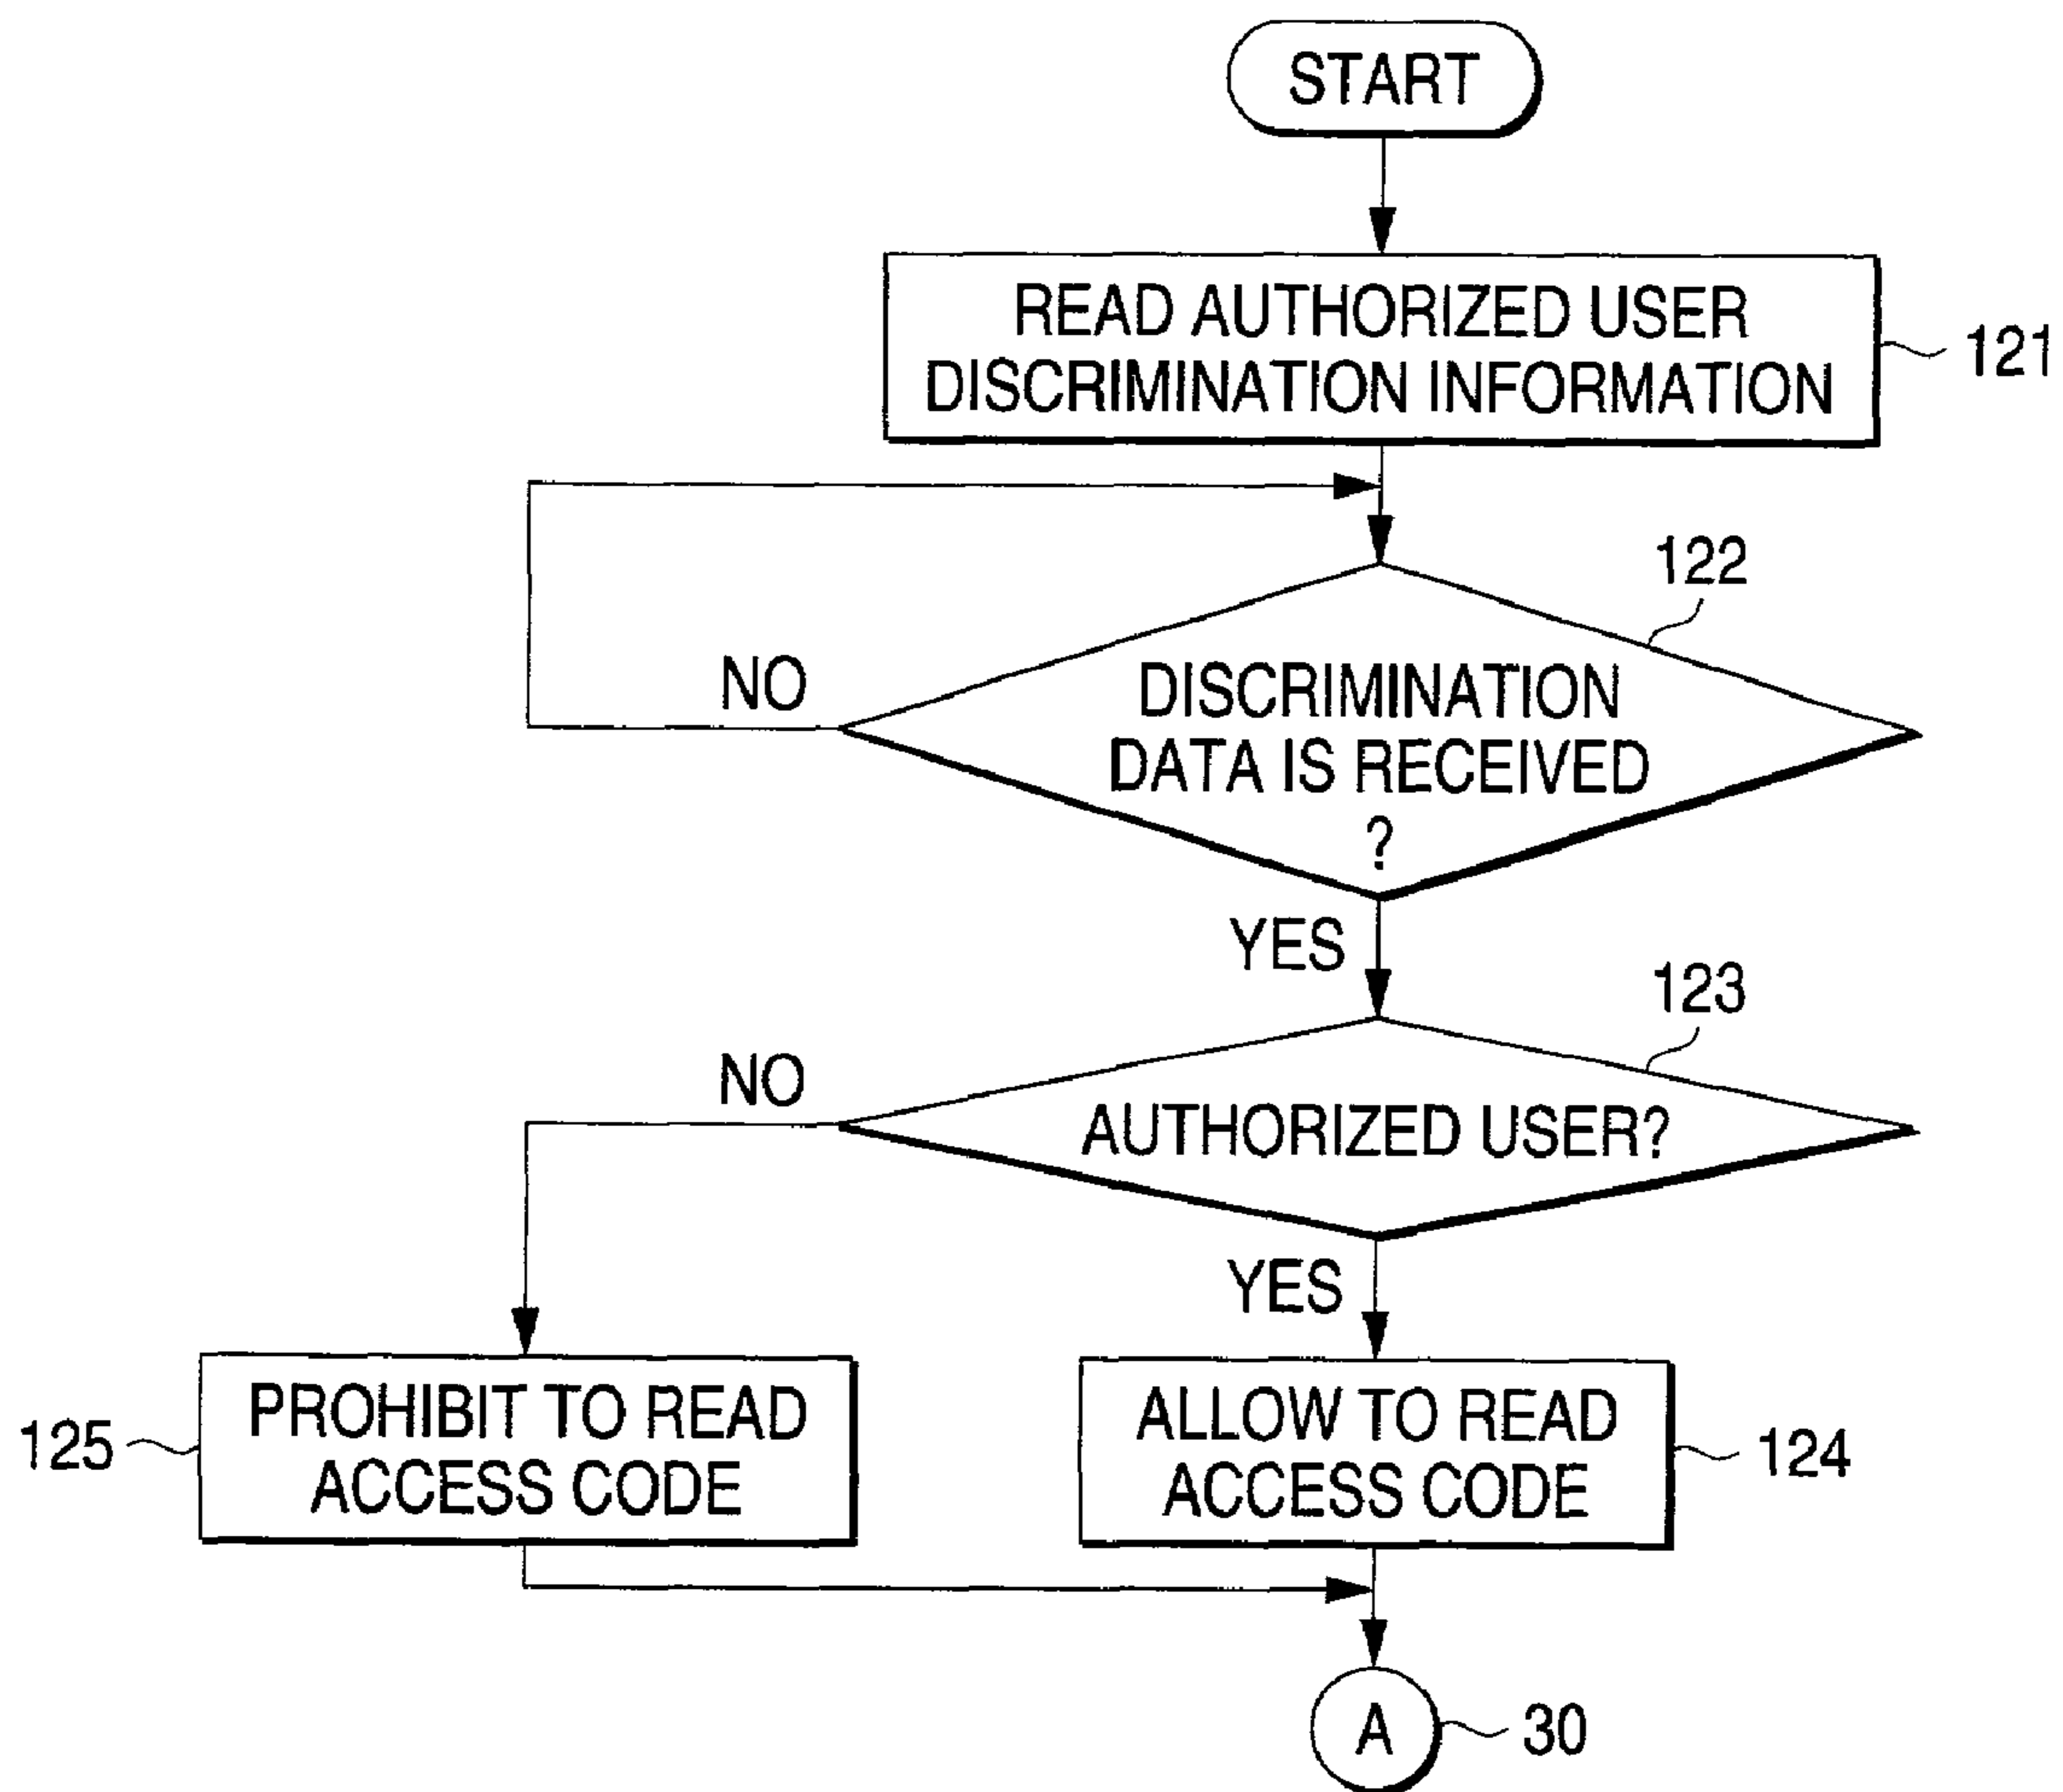 START
READ AUTHORIZED USER
DISCRIMINATION INFORMATION
121
122
NO
DISCRIMINATION
DATA IS RECEIVED
?
YES
123
NO
AUTHORIZED USER?
YES
125
PROHIBIT TO READ
ACCESS CODE
ALLOW TO READ
ACCESS CODE
124
A
30